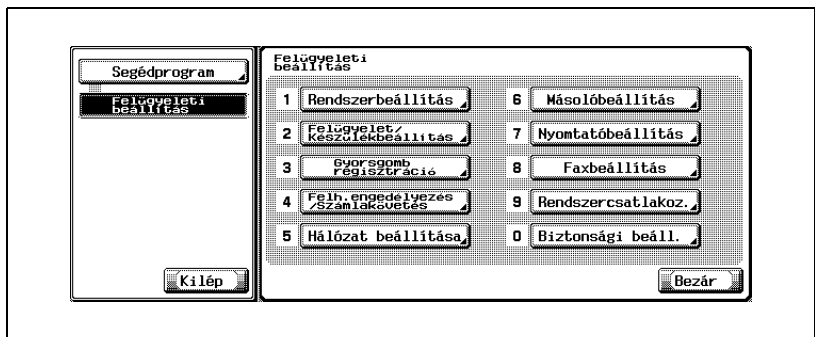 Segédprogram
Felügyeleti
beállítás
Kilép
Felügyeleti
beállítás
1 Rendszerbeállítás
2 Felügyelet/
Készülékbeállítás
3 Gyorsgomb
regisztráció
4 Felh.engedélyezés
/Számlakövetés
5 Hálózat beállítása
6 Másolóbeállítás
7 Nyomtatóbeállítás
8 Faxbeállítás
9 Rendszercsatlakoz.
0 Biztonsági beáll.
Bezár